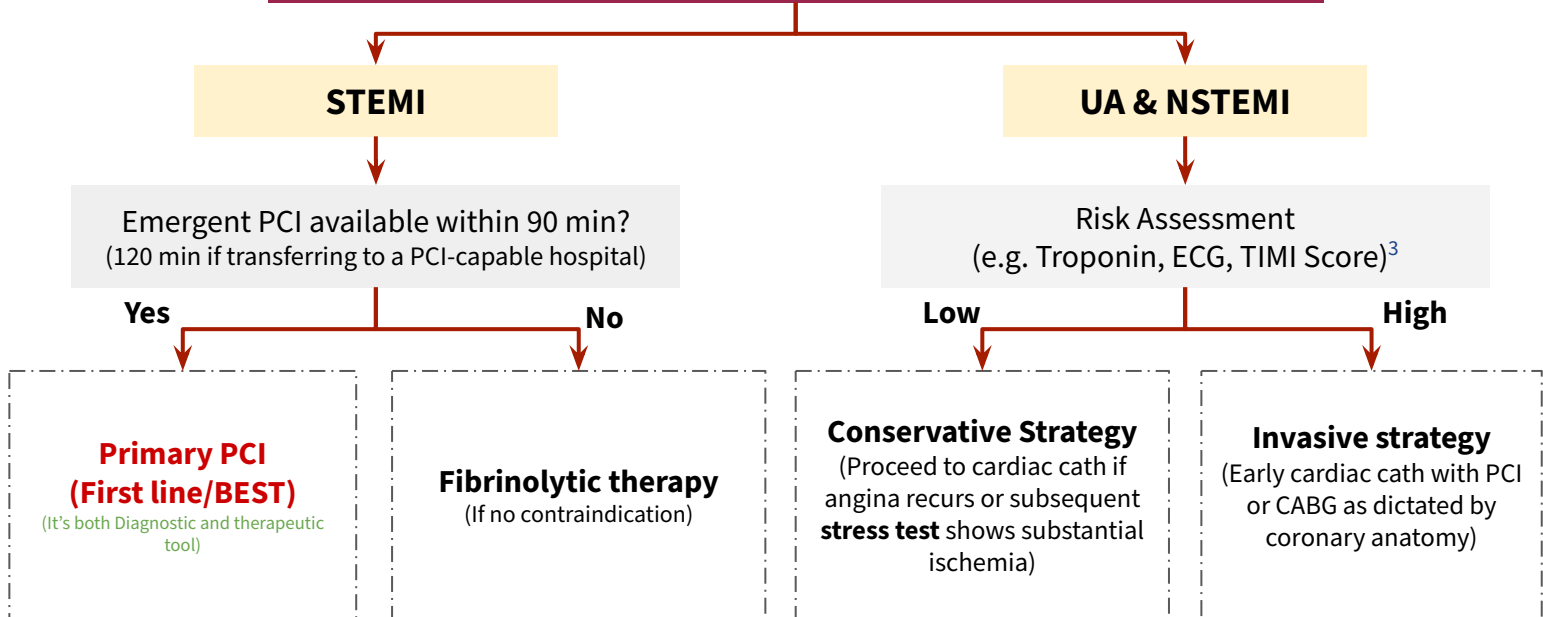 STEMI
UA & NSTEMI
Emergent PCI available within 90 min?
(120 min if transferring to a PCI-capable hospital)
Risk Assessment
(e.g. Troponin, ECG, TIMI Score)3
Yes
No
Low
High
Primary PCI
(First line/BEST)
(It's both Diagnostic and therapeutic
tool)
Fibrinolytic therapy
(If no contraindication)
Conservative Strategy
(Proceed to cardiac cath if
angina recurs or subsequent
stress test shows substantial
ischemia)
Invasive strategy
(Early cardiac cath with PCI
or CABG as dictated by
coronary anatomy)